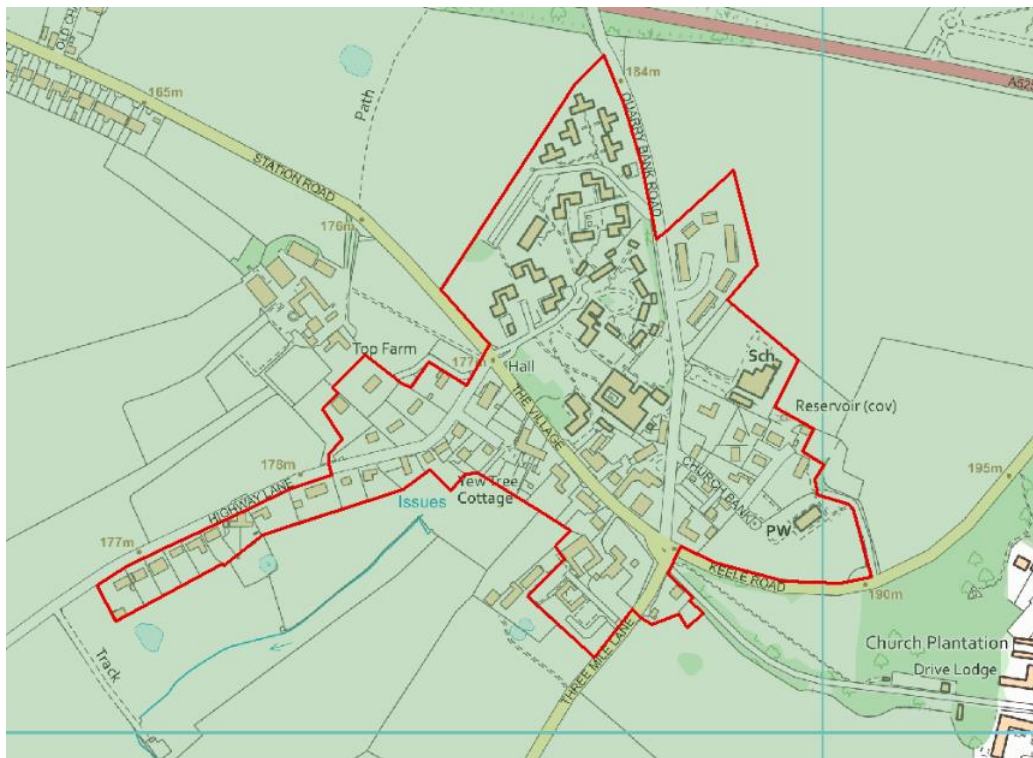 184m
A525
165m
Path
QUARRY BANK ROAD
STATION ROAD
176m
Top Farm
177m
Hall
Sch
Reservoir (cov)
THE VILLAGE
178m
HIGHWAY LANE
Yew Tree
Cottage
Issues
CHURCH BANK
195m
177m
PW
KEELE ROAD
190m
Church Plantation
Drive Lodge
Track
THREE MILE LANE